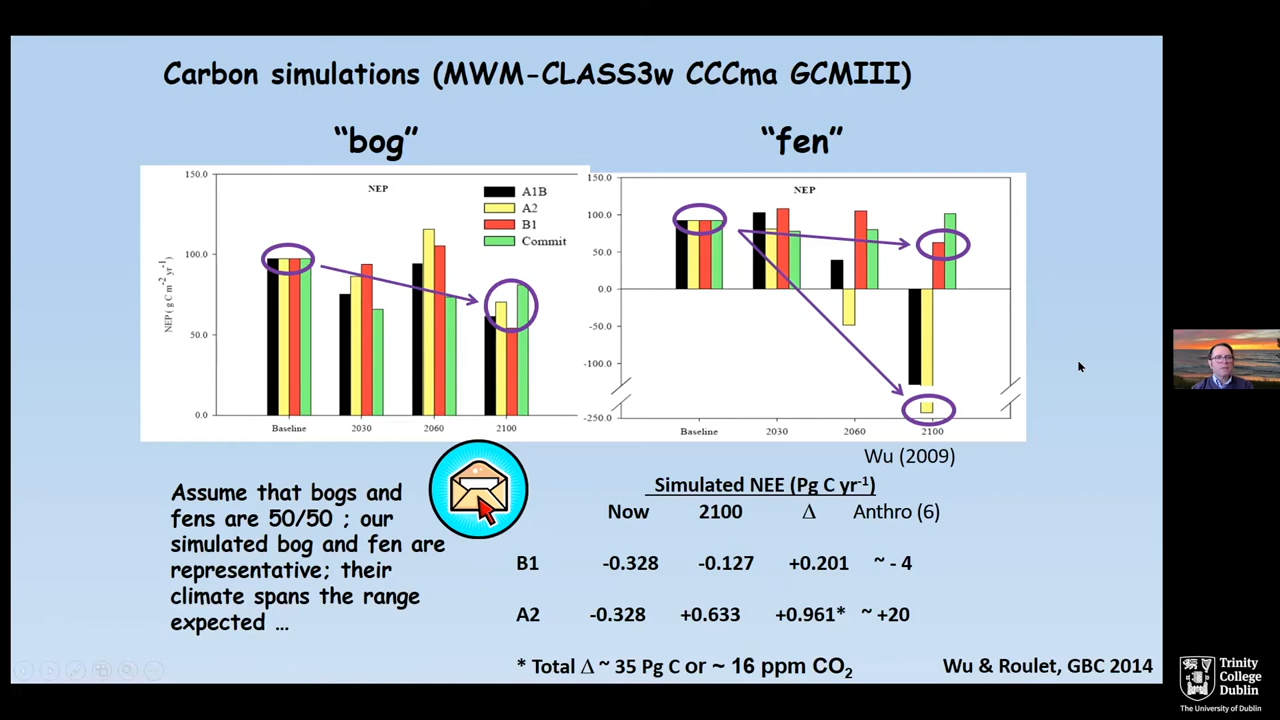 Carbon simulations (MWM-CLASS3w CCCma GCMIII)
“bog”
“fen”
150.0
100.0
50.0
0.0
NEP ( g C m-2 yr-1)
NEP
A1B
A2
B1
Commit
Baseline
2030
2060
2100
150.0
100.0
50.0
0.0
-50.0
-100.0
-250.0
NEP
Baseline
2030
2060
2100
Wu (2009)
Assume that bogs and
fens are 50/50 ; our
simulated bog and fen are
representative; their
climate spans the range
expected …
Simulated NEE (Pg C yr-1)
Now 2100 Δ Anthro (6)
B1 -0.328 -0.127 +0.201 ~ - 4
A2 -0.328 +0.633 +0.961* ~ +20
* Total Δ ~ 35 Pg C or ~ 16 ppm CO2
Wu & Roulet, GBC 2014
Trinity
College
Dublin
The University of Dublin